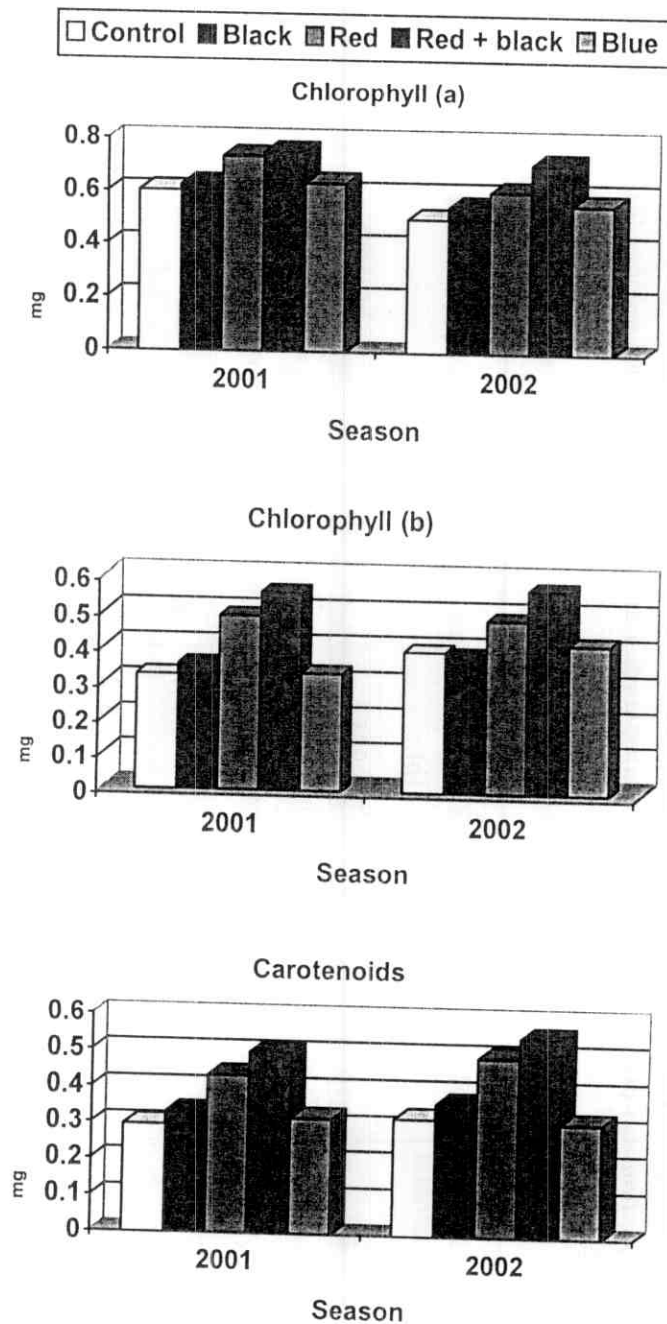 Control Black Red Red + black Blue
Chlorophyll (a)
0.8
0.6
0.4
0.2
0
mg
2001 2002
Season
Chlorophyll (b)
0.6
0.5
0.4
0.3
0.2
0.1
0
mg
2001 2002
Season
Carotenoids
0.6
0.5
0.4
0.3
0.2
0.1
0
mg
2001 2002
Season